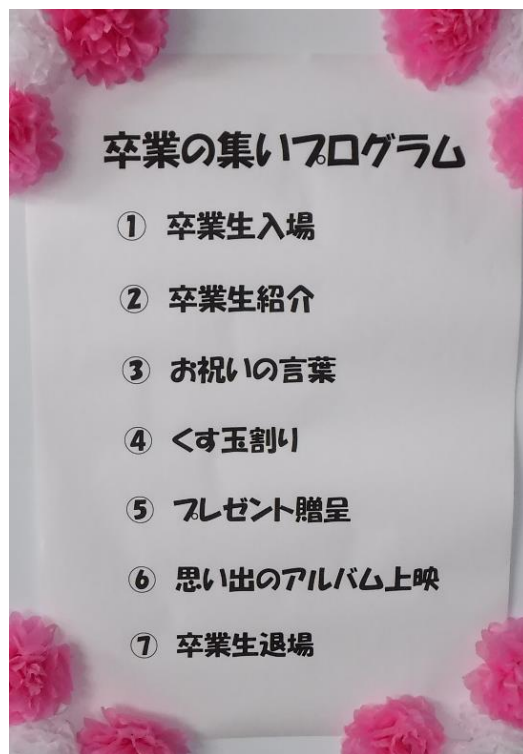 卒業の集いプログラム
① 卒業生入場
② 卒業生紹介
③ お祝いの言葉
④ くす玉割り
⑤ プレゼント贈呈
⑥ 思い出のアルバム上映
⑦ 卒業生退場